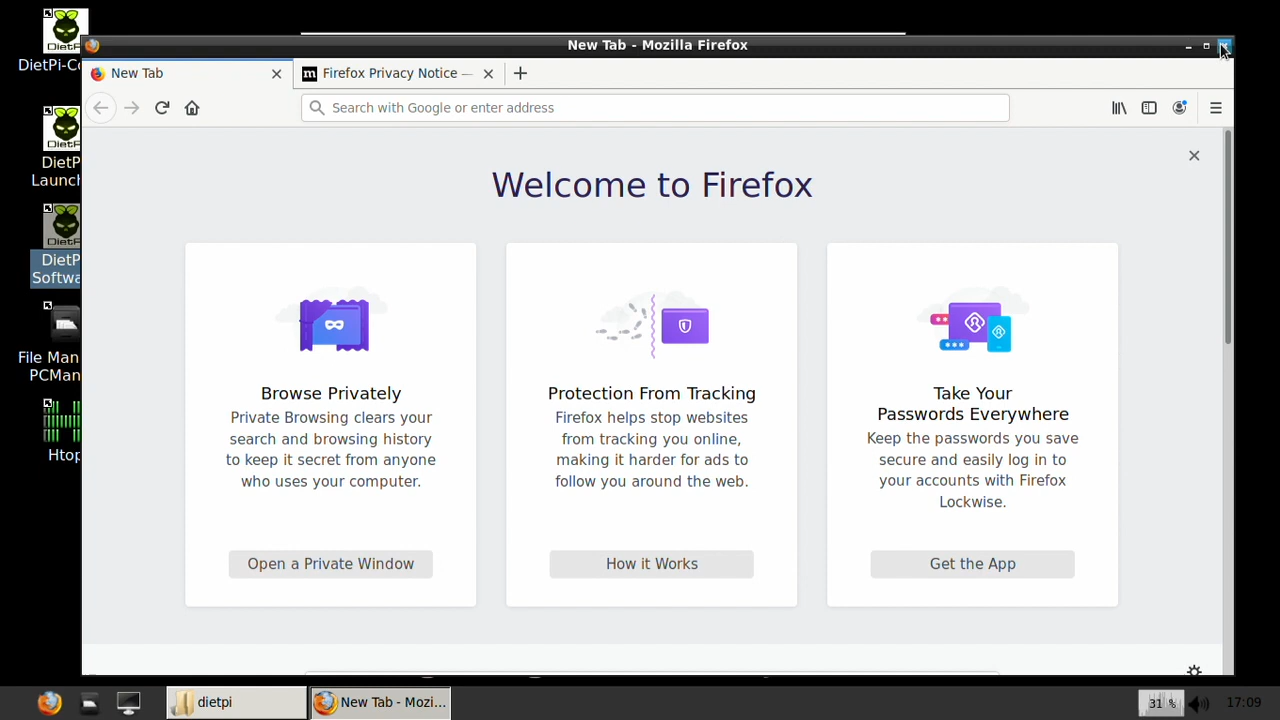 New Tab - Mozilla Firefox
New Tab
Firefox Privacy Notice —
Search with Google or enter address
Welcome to Firefox
Browse Privately
Private Browsing clears your
search and browsing history
to keep it secret from anyone
who uses your computer.
Open a Private Window
Protection From Tracking
Firefox helps stop websites
from tracking you online,
making it harder for ads to
follow you around the web.
How it Works
Take Your
Passwords Everywhere
Keep the passwords you save
secure and easily log in to
your accounts with Firefox
Lockwise.
Get the App
DietPi-Co
DietP
Launch
DietP
Softwa
File Man
PCMan
Htop
dietpi
New Tab - Mozi...
31 %
17:09